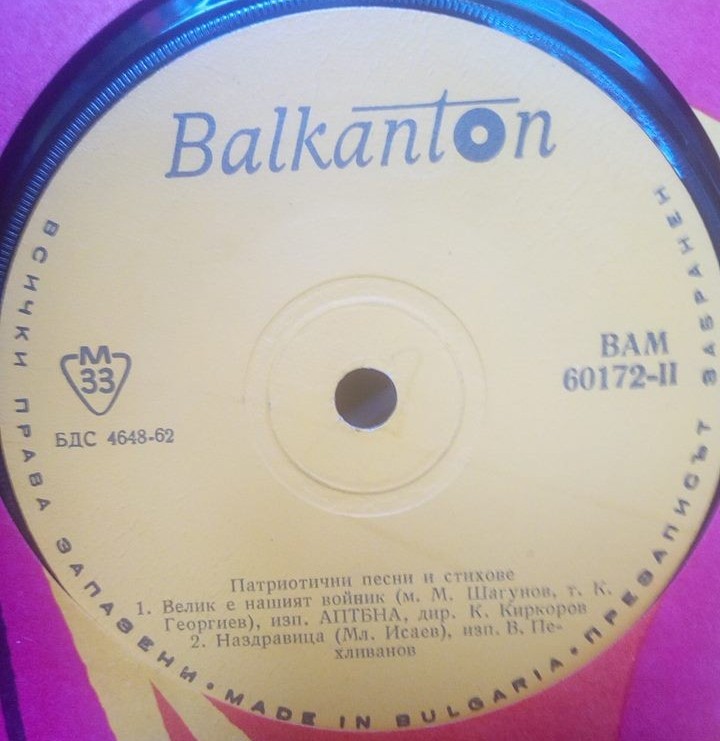 Balkanton
ВСИЧКИ ПРАВА ЗАПАЗЕНИ • MADE IN BULGARIA • ПРЕЗАПИСЪТ ЗАБРАНЕН
М
33
БДС 4648-62
ВАМ
60172-II
Патриотични песни и стихове
1. Велик е нашият войник (м. М. Шагунов, т. К.
Георгиев), изп. АПТБНА, дир. К. Киркоров
2. Наздравица (Мл. Исаев), изп. В. Пе-
хливанов